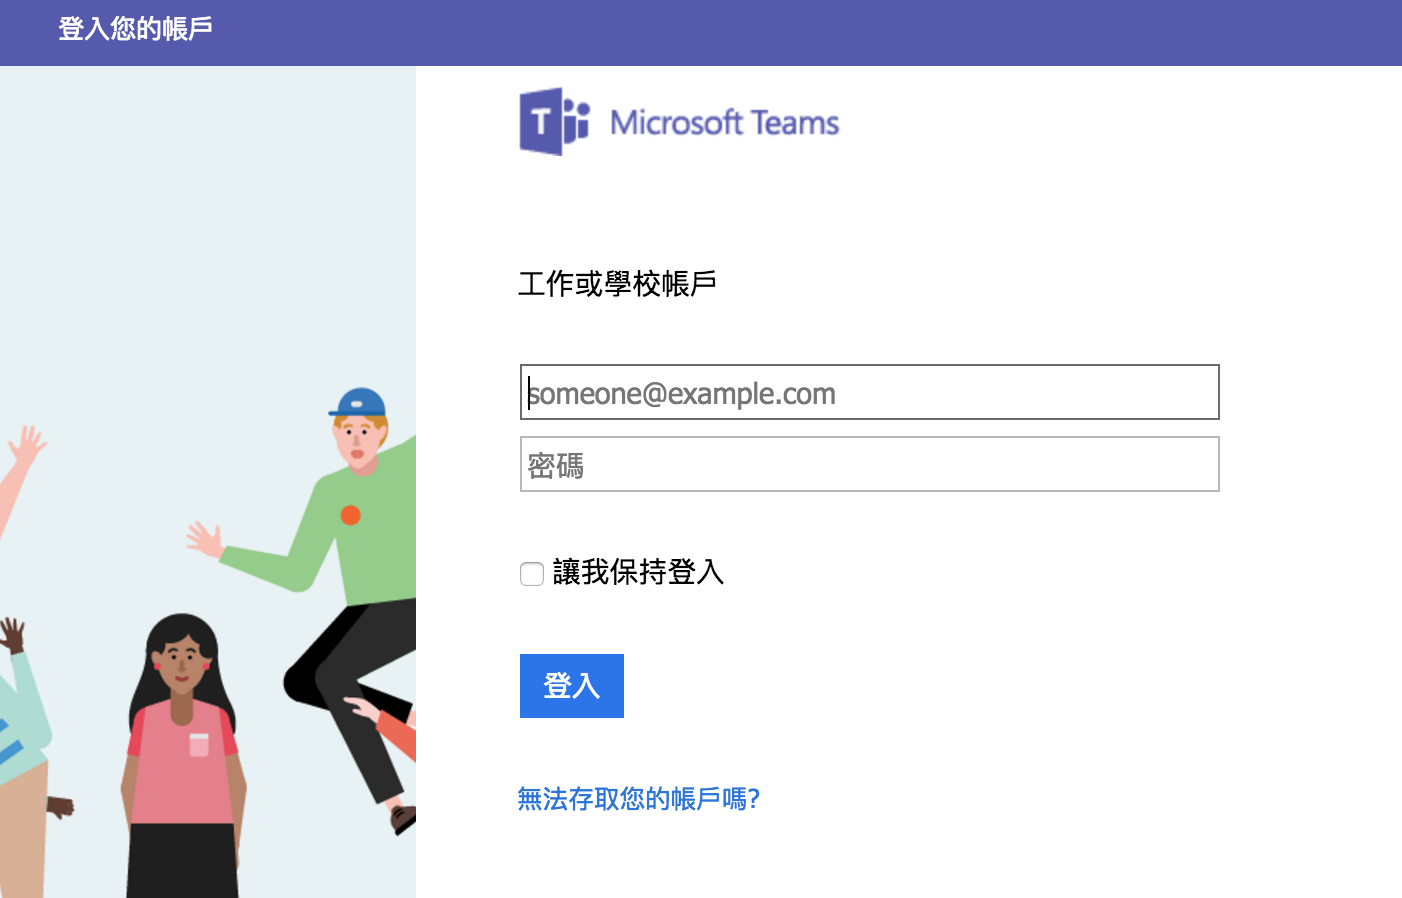 登入您的帳戶
T
Microsoft Teams
工作或學校帳戶
someone@example.com
密碼
讓我保持登入
登入
無法存取您的帳戶嗎?